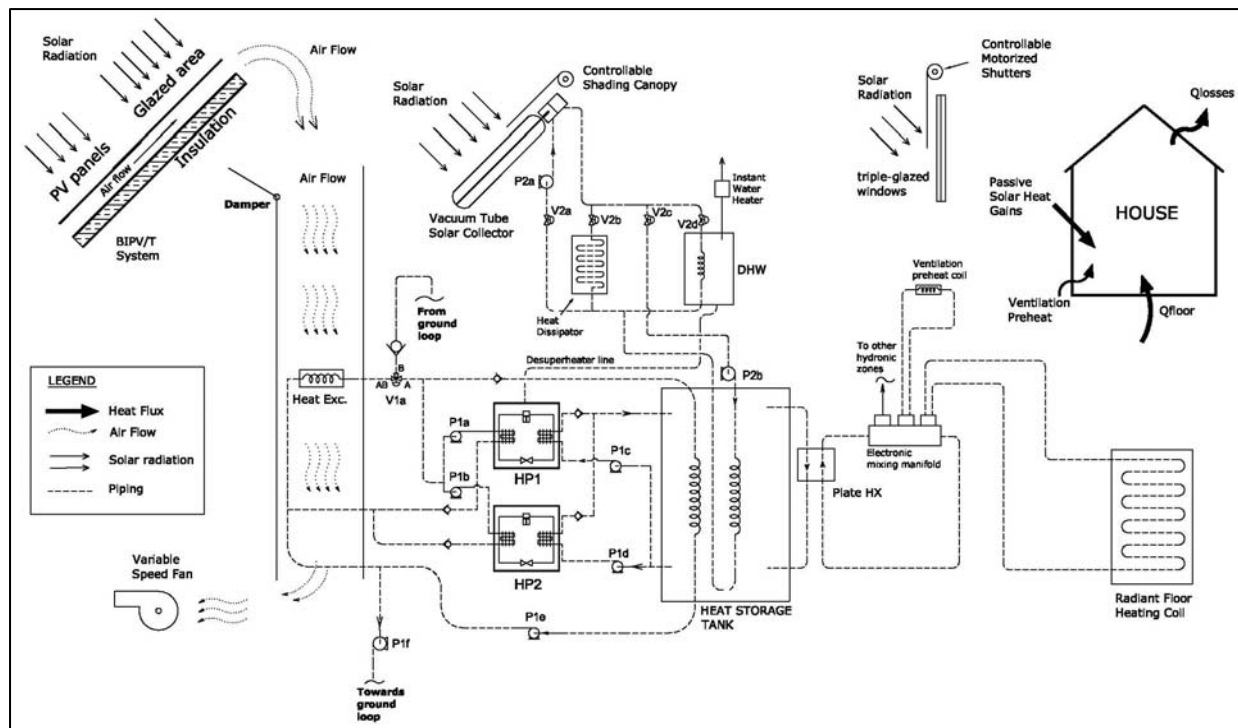 Solar
Radiation
Air Flow
Glazed area
PV panels
Air flow
Insulation
BIPV/T
System
Damper
Air Flow
Solar
Radiation
Controllable
Shading Canopy
Vacuum Tube
Solar Collector
P2a
V2a
V2b
V2c
V2d
Instant
Water
Heater
DHW
Heat
Dissipator
Solar
Radiation
Controllable
Motorized
Shutters
triple-glazed
windows
Qlosses
Passive
Solar Heat
Gains
HOUSE
Ventilation
Preheat
Qfloor
From
ground
loop
B
AB
A
V1a
Heat Exc.
Desuperheater line
P2b
P1a
P1b
HP1
P1c
HP2
P1d
P1e
P1f
Towards
ground
loop
HEAT STORAGE
TANK
Plate HX
Ventilation
preheat coil
To other
hydronic
zones
Electronic
mixing manifold
Radiant Floor
Heating Coil
LEGEND
Heat Flux
Air Flow
Solar radiation
Piping
Variable
Speed Fan